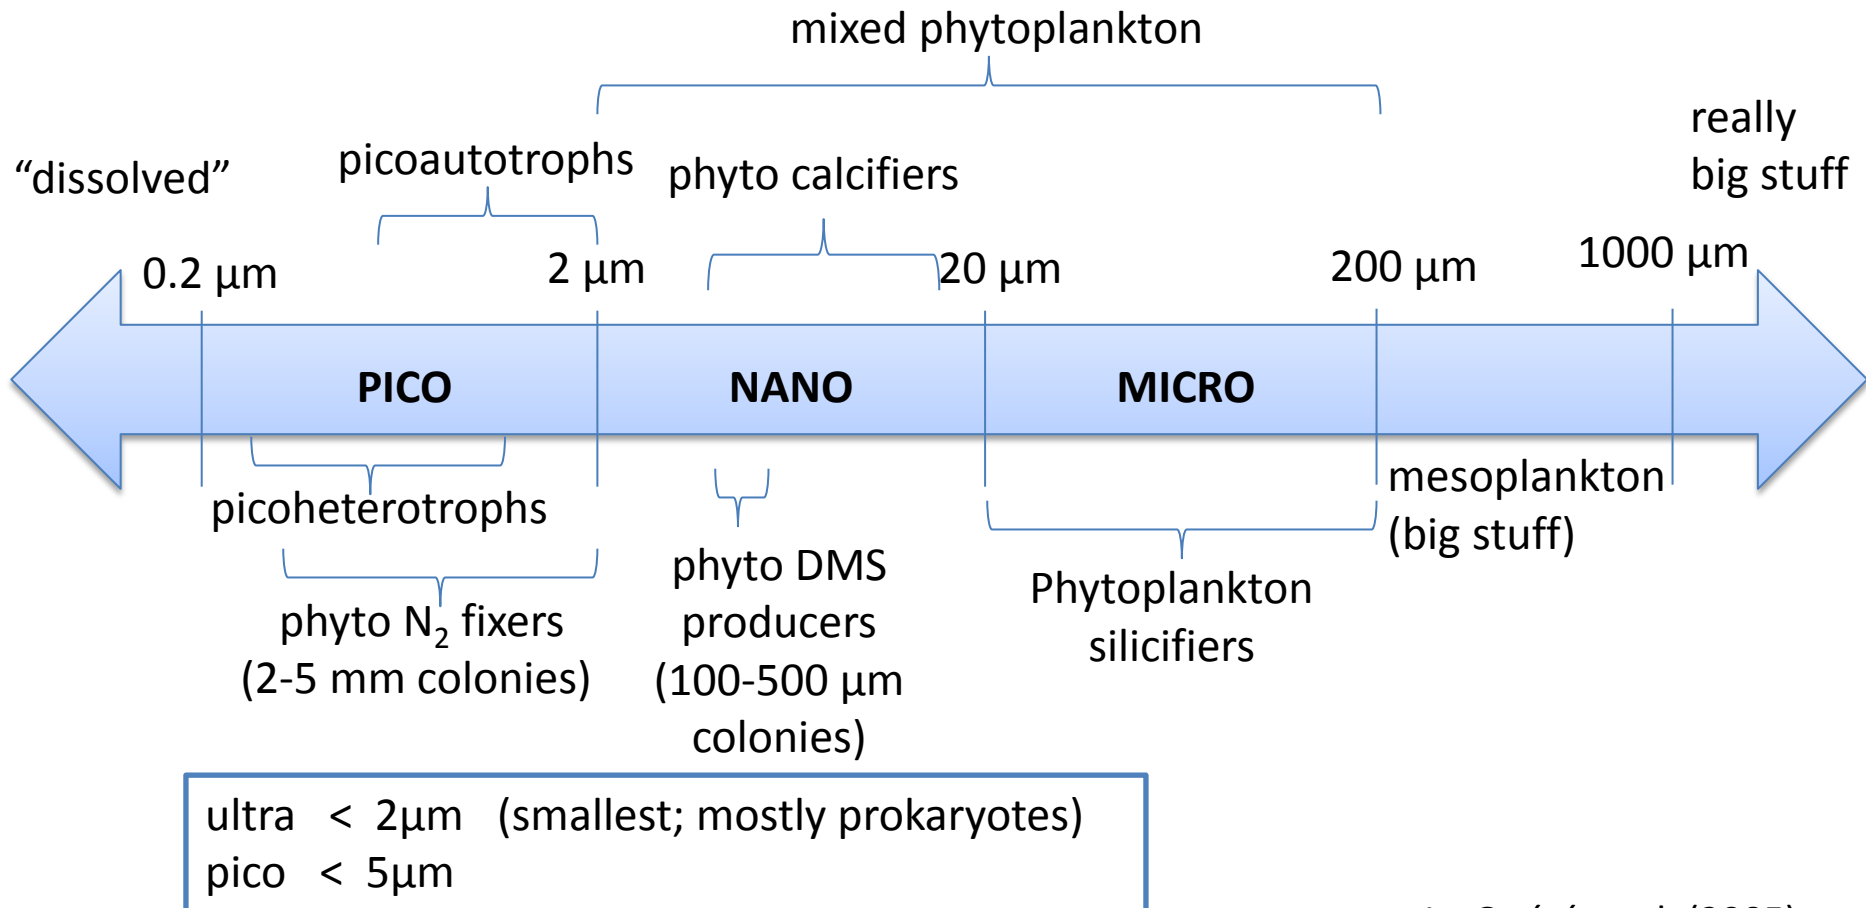 mixed phytoplankton
really
big stuff
"dissolved"
picoautotrophs
phyto calcifiers
0.2 µm
2 µm
20 µm
200 µm
1000 µm
PICO
NANO
MICRO
picoheterotrophs
mesoplankton
(big stuff)
phyto N₂ fixers
(2-5 mm colonies)
phyto DMS
producers
(100-500 µm
colonies)
Phytoplankton
silicifiers
ultra < 2µm (smallest; mostly prokaryotes)
pico < 5µm